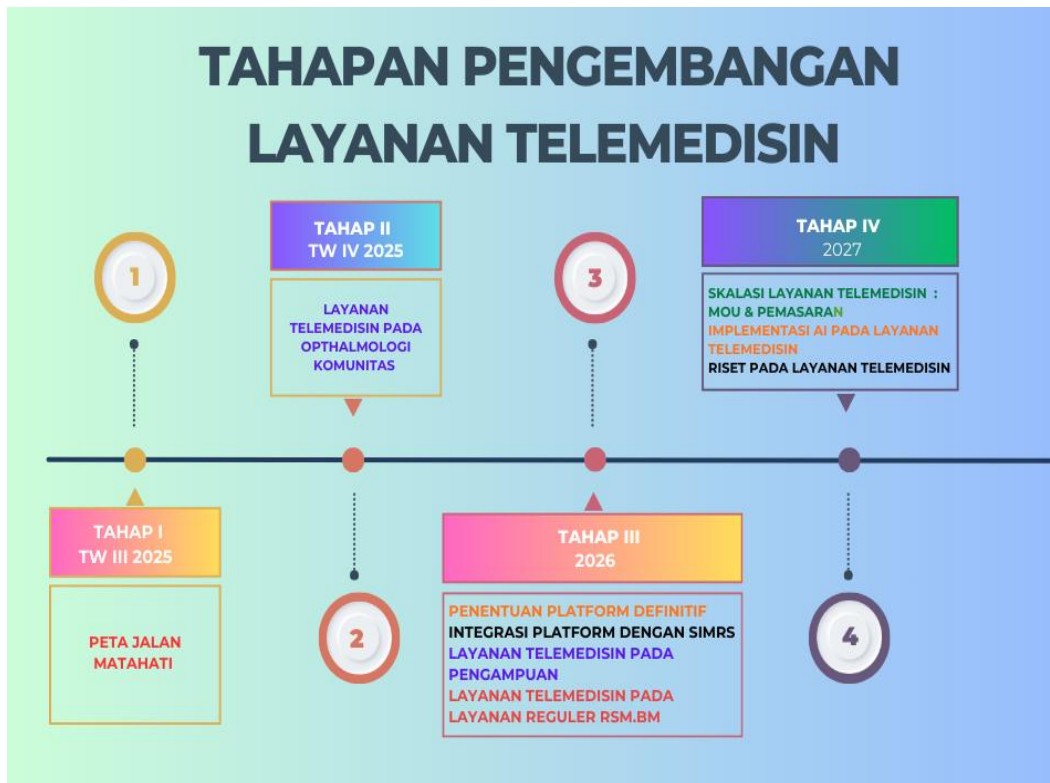 TAHAPAN PENGEMBANGAN
LAYANAN TELEMEDISIN
1
TAHAP I
TW III 2025
PETA JALAN
MATAHATI
TAHAP II
TW IV 2025
LAYANAN
TELEMEDISIN PADA
OPTHALMOLOGI
KOMUNITAS
2
3
TAHAP III
2026
PENENTUAN PLATFORM DEFINITIF
INTEGRASI PLATFORM DENGAN SIMRS
LAYANAN TELEMEDISIN PADA
PENGAMPUAN
LAYANAN TELEMEDISIN PADA
LAYANAN REGULER RSM.BM
TAHAP IV
2027
SKALASI LAYANAN TELEMEDISIN :
MOU & PEMASARAN
IMPLEMENTASI AI PADA LAYANAN
TELEMEDISIN
RISET PADA LAYANAN TELEMEDISIN
4